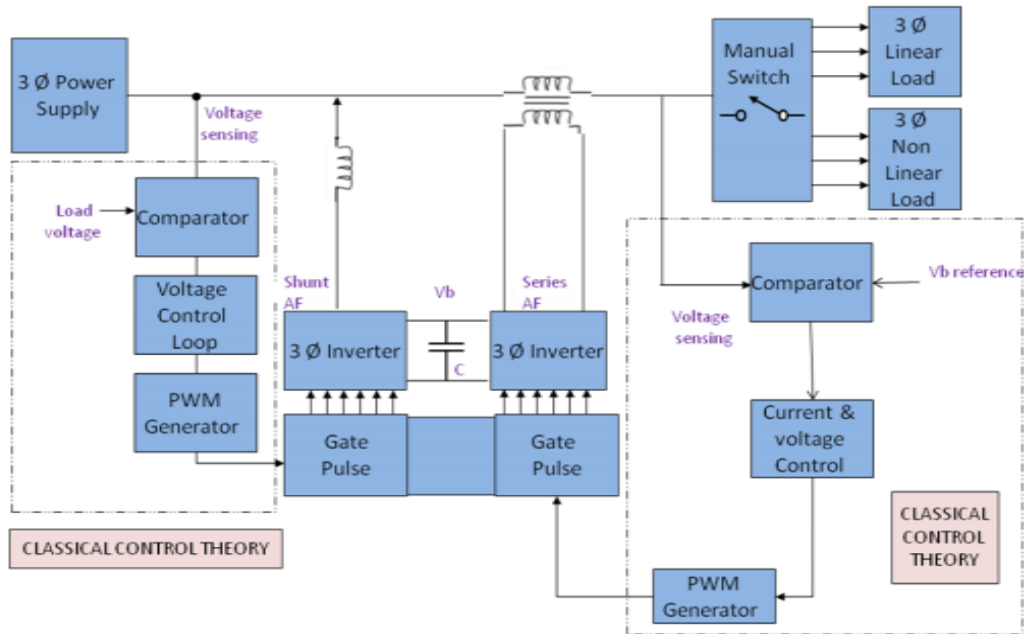 3 Ø Power
Supply
Voltage
sensing
Manual
Switch
3 Ø
Linear
Load
3 Ø
Non
Linear
Load
Load
voltage
Comparator
Voltage
Control
Loop
PWM
Generator
Shunt
AF
Vb
Series
AF
3 Ø Inverter
C
3 Ø Inverter
Gate
Pulse
Gate
Pulse
Comparator
Vb reference
Voltage
sensing
Current &
voltage
Control
PWM
Generator
CLASSICAL CONTROL THEORY
CLASSICAL
CONTROL
THEORY